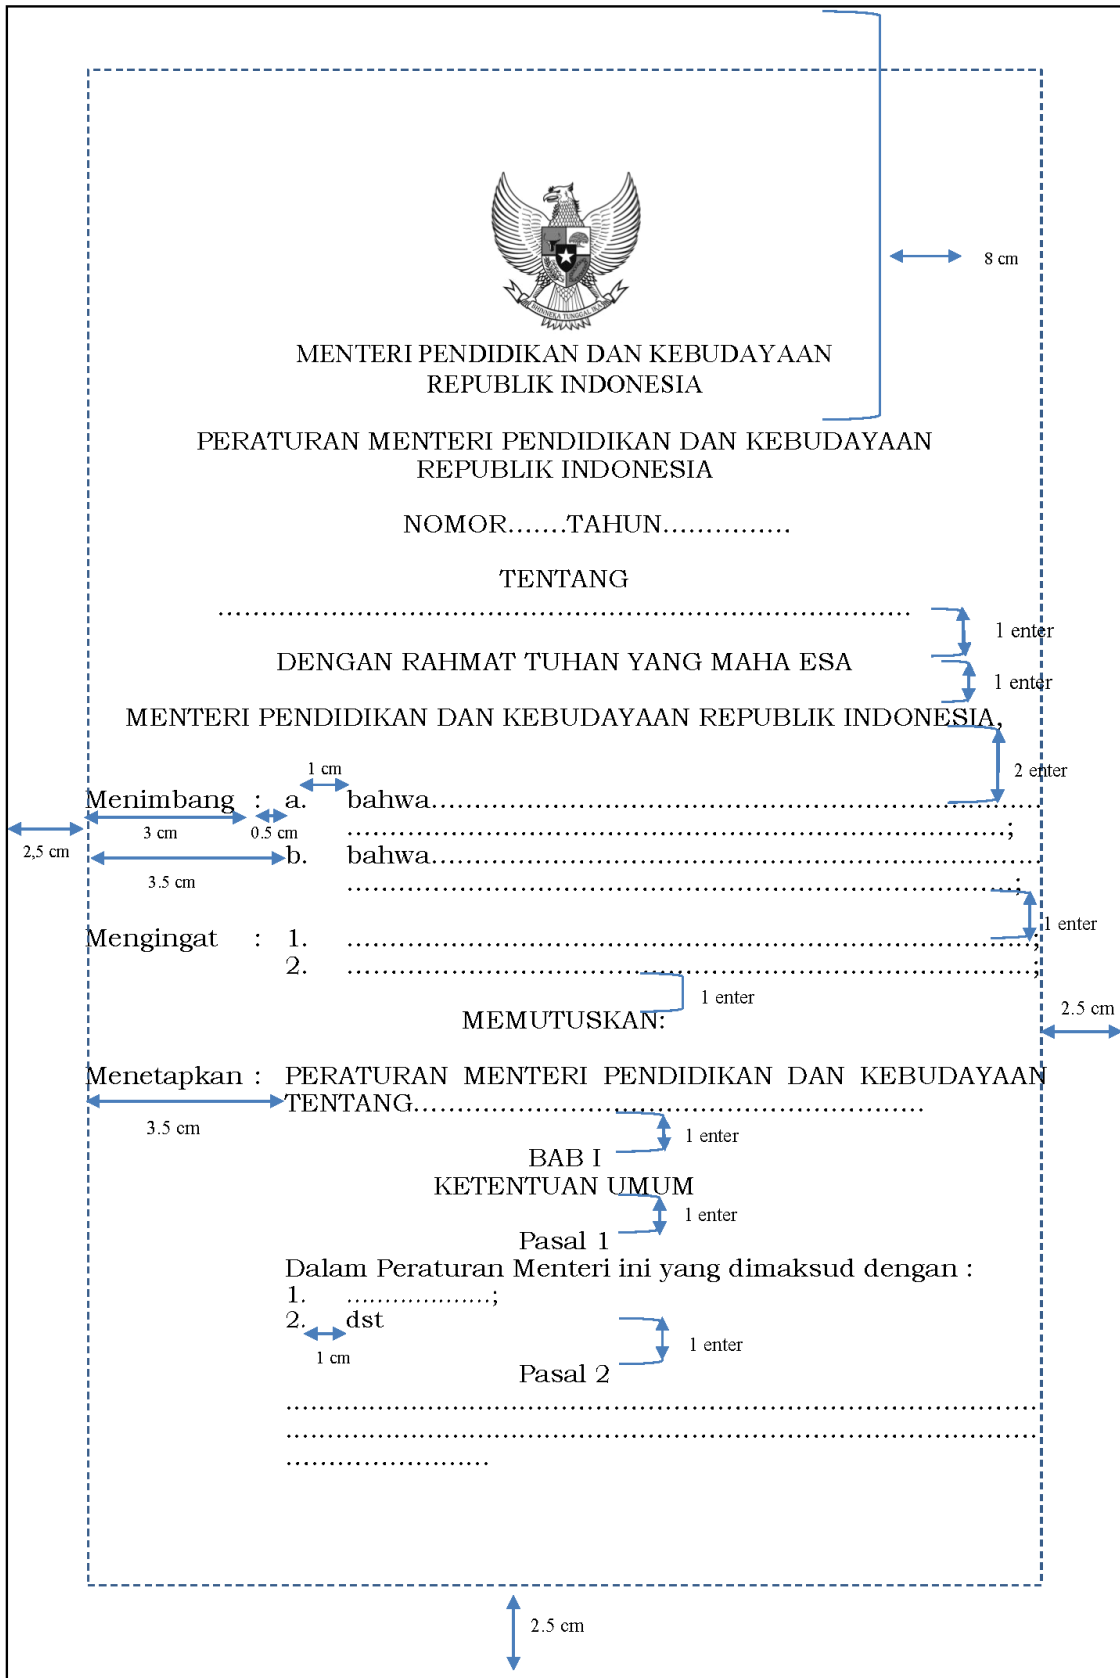 8 cm
BHINNEKA TUNGGAL IKA
MENTERI PENDIDIKAN DAN KEBUDAYAAN
REPUBLIK INDONESIA
PERATURAN MENTERI PENDIDIKAN DAN KEBUDAYAAN
REPUBLIK INDONESIA
NOMOR.......TAHUN...............
TENTANG
................................................................................
1 enter
DENGAN RAHMAT TUHAN YANG MAHA ESA
1 enter
MENTERI PENDIDIKAN DAN KEBUDAYAAN REPUBLIK INDONESIA,
2 enter
1 cm
Menimbang : a. bahwa......................................................................
3 cm 0.5 cm ............................................................................;
2,5 cm
b. bahwa......................................................................
3.5 cm
.............................................................................;
1 enter
Mengingat : 1. ...............................................................................;
2. ...............................................................................;
1 enter
MEMUTUSKAN:
2.5 cm
Menetapkan : PERATURAN MENTERI PENDIDIKAN DAN KEBUDAYAAN
TENTANG...........................................................
3.5 cm
1 enter
BAB I
KETENTUAN UMUM
1 enter
Pasal 1
Dalam Peraturan Menteri ini yang dimaksud dengan :
1. ....................;
2. dst
1 cm
1 enter
Pasal 2
.......................................................................................
.......................................................................................
........................
2.5 cm